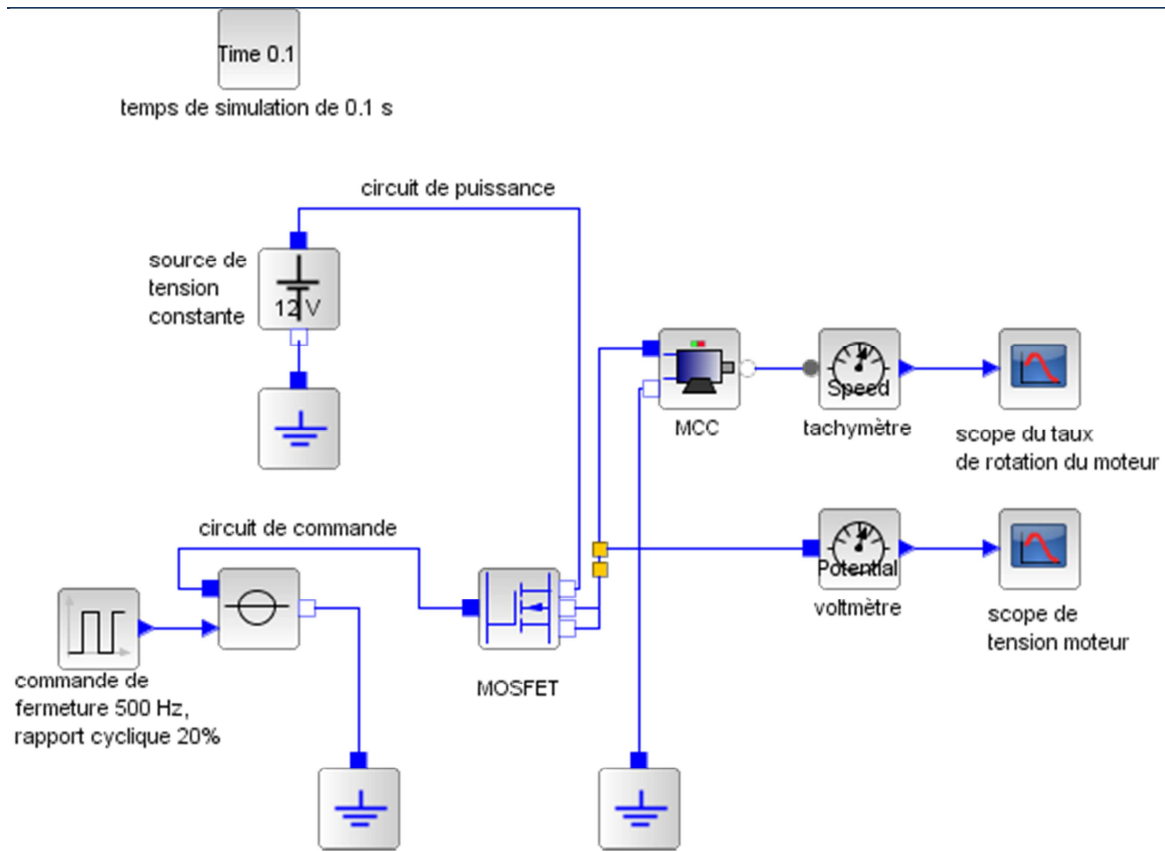 Time 0.1
temps de simulation de 0.1 s
circuit de puissance
source de
tension
constante
12 V
MCC
Speed
tachymètre
scope du taux
de rotation du moteur
circuit de commande
Potential
voltmètre
scope de
tension moteur
MOSFET
commande de
fermeture 500 Hz,
rapport cyclique 20%